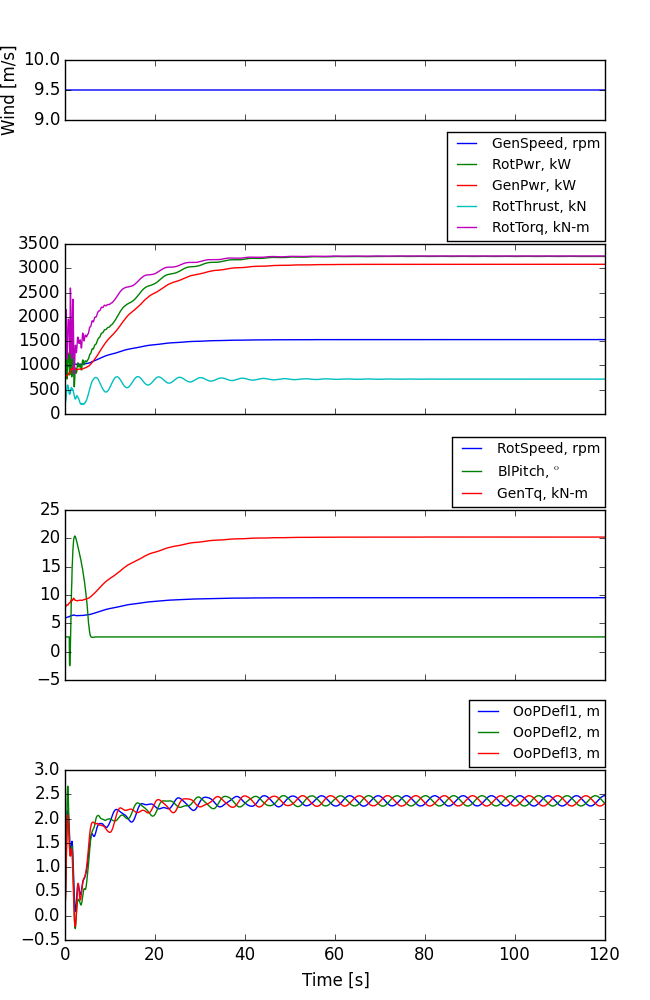 Wind [m/s]
10.0
9.5
9.0
GenSpeed, rpm
RotPwr, kW
GenPwr, kW
RotThrust, kN
RotTorq, kN-m
3500
3000
2500
2000
1500
1000
500
0
RotSpeed, rpm
BlPitch, °
GenTq, kN-m
25
20
15
10
5
0
−5
OoPDefl1, m
OoPDefl2, m
OoPDefl3, m
3.0
2.5
2.0
1.5
1.0
0.5
0.0
−0.5
0 20 40 60 80 100 120
Time [s]